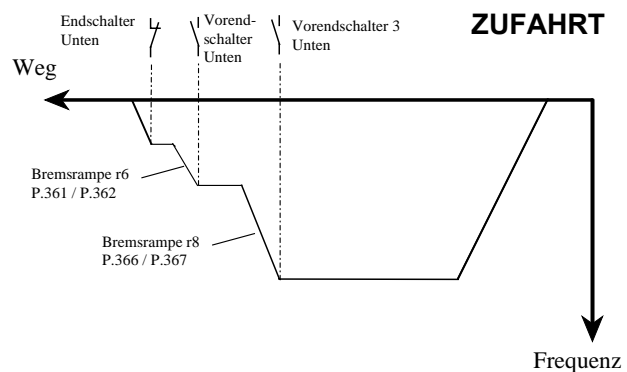 Endschalter
Unten
Vorend-
schalter
Unten
Vorendschalter 3
Unten
ZUFAHRT
Weg
Bremsrampe r6
P.361 / P.362
Bremsrampe r8
P.366 / P.367
Frequenz